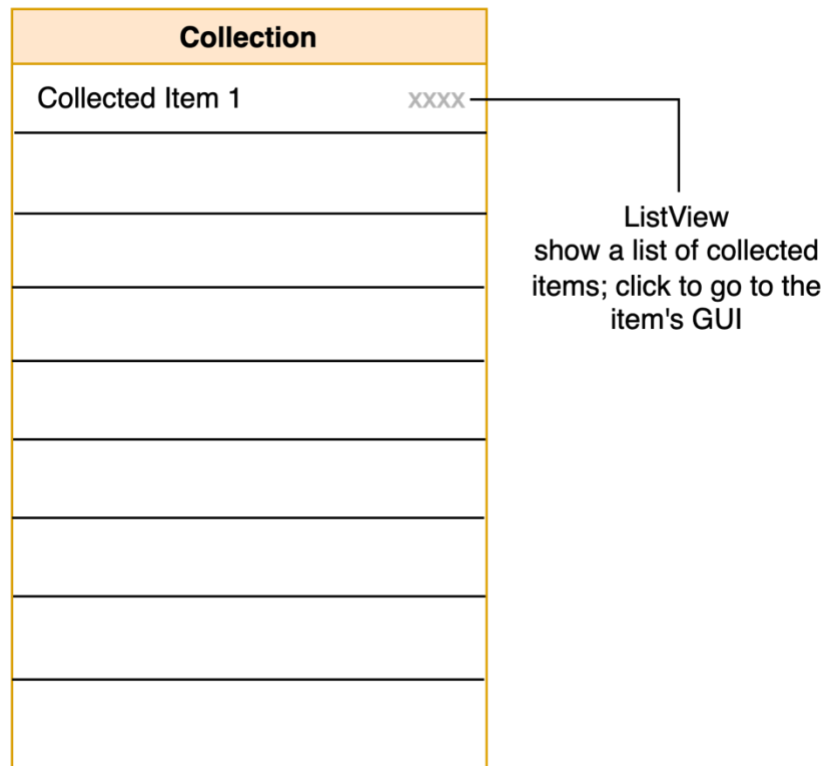 Collection
Collected Item 1 xxxx
ListView
show a list of collected
items; click to go to the
item's GUI